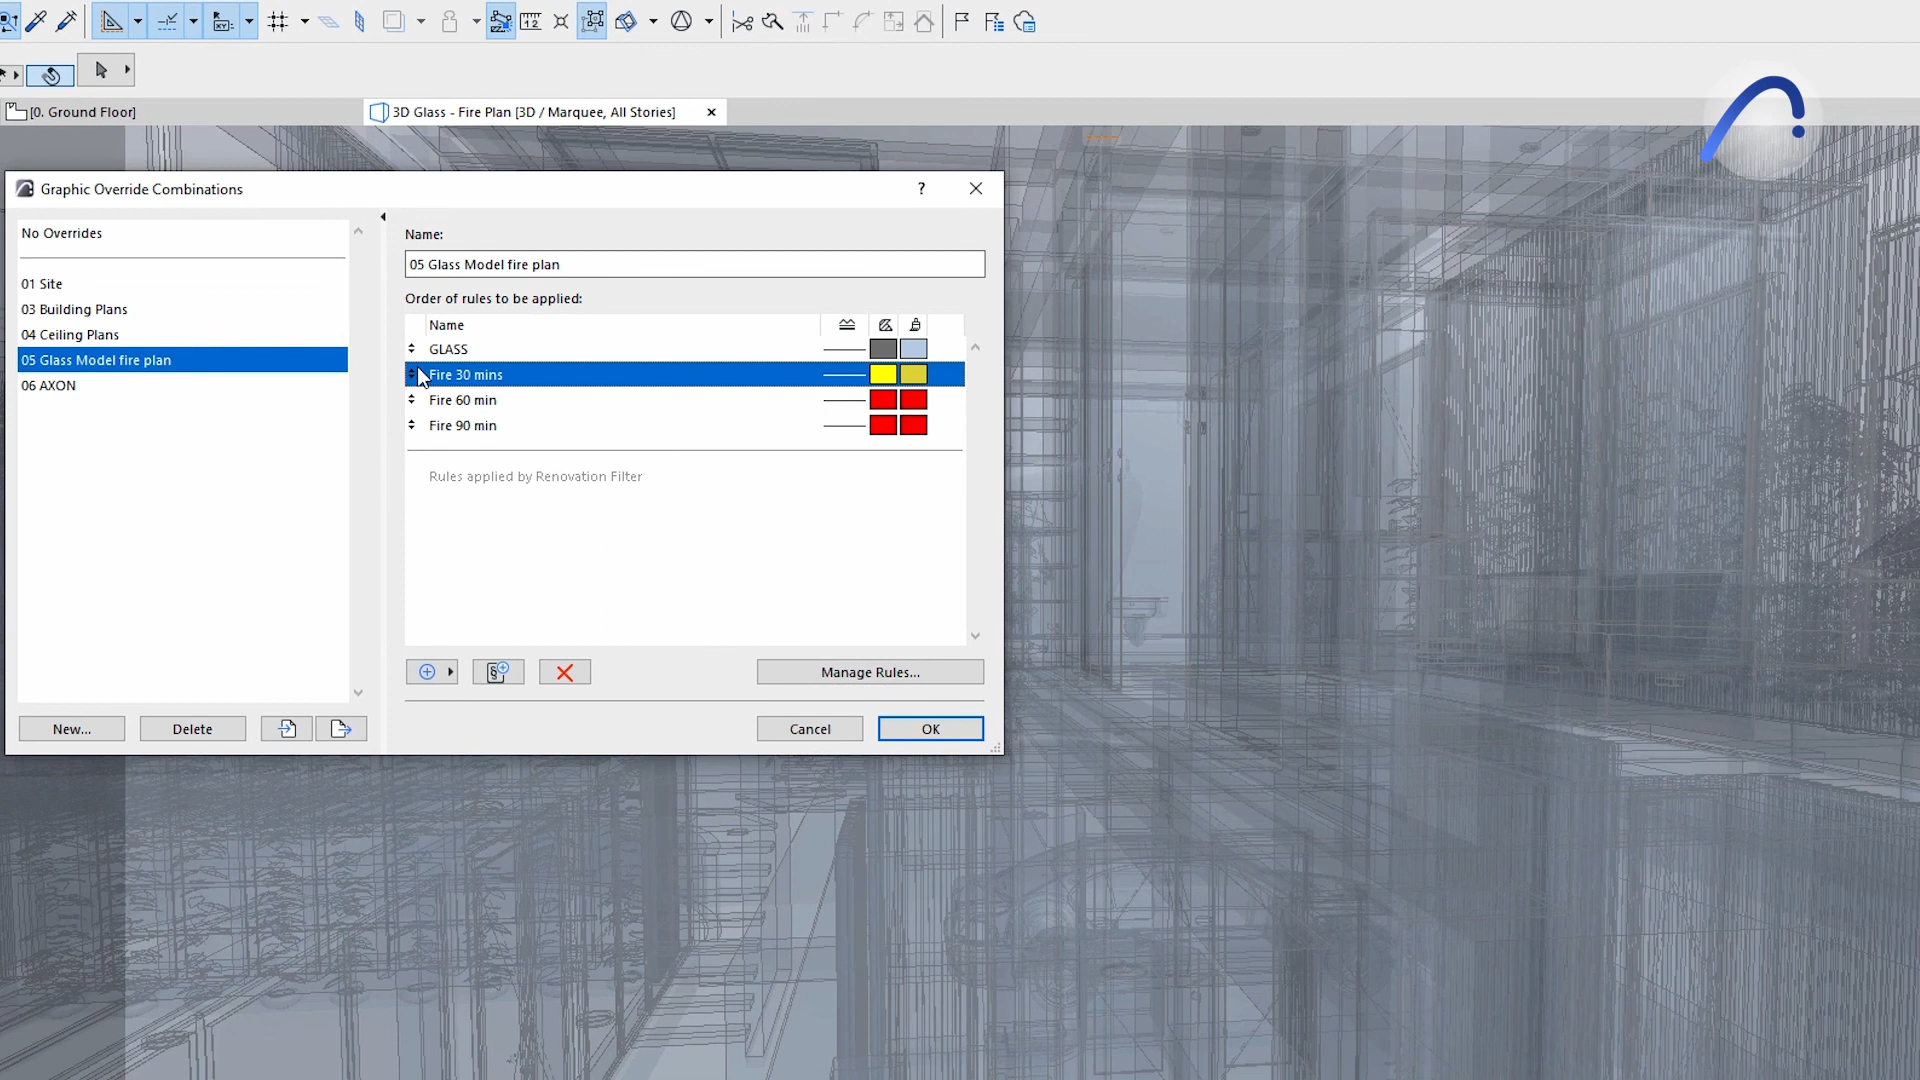 [0. Ground Floor]
3D Glass - Fire Plan [3D / Marquee, All Stories]
Graphic Override Combinations
?
No Overrides
01 Site
03 Building Plans
04 Ceiling Plans
05 Glass Model fire plan
06 AXON
New...
Delete
Name:
05 Glass Model fire plan
Order of rules to be applied:
Name
GLASS
Fire 30 mins
Fire 60 min
Fire 90 min
Rules applied by Renovation Filter
Manage Rules...
Cancel
OK